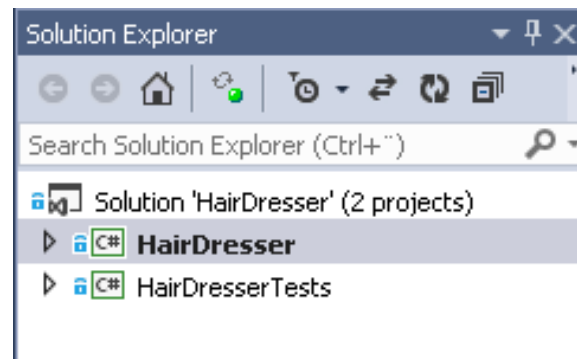 Solution Explorer
Search Solution Explorer (Ctrl+¨)
Solution 'HairDresser' (2 projects)
C# HairDresser
C# HairDresserTests